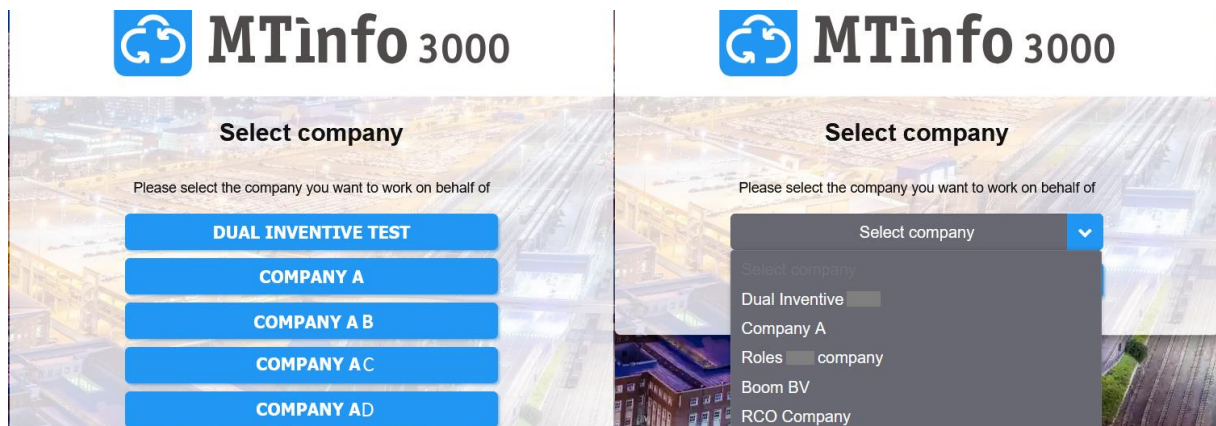 MTinfo 3000
Select company
Please select the company you want to work on behalf of
DUAL INVENTIVE TEST
COMPANY A
COMPANY A B
COMPANY A C
COMPANY AD
MTinfo 3000
Select company
Please select the company you want to work on behalf of
Select company
Select company
Dual Inventive
Company A
Roles company
Boom BV
RCO Company